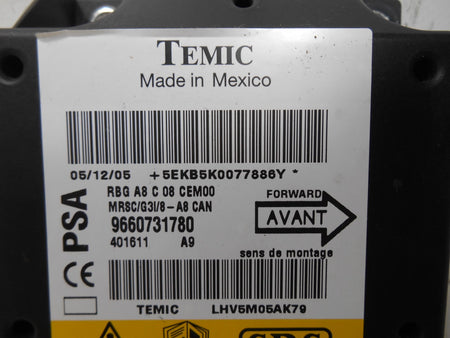 TEMIC
Made in Mexico
05/12/05 +5EKB5K0077886Y *
RBG A8 C 08 CEM00
MRSC/G3I/8-A8 CAN
9660731780
401611 A9
PSA
CE
FORWARD
AVANT
sens de montage
TEMIC LHV5M05AK79